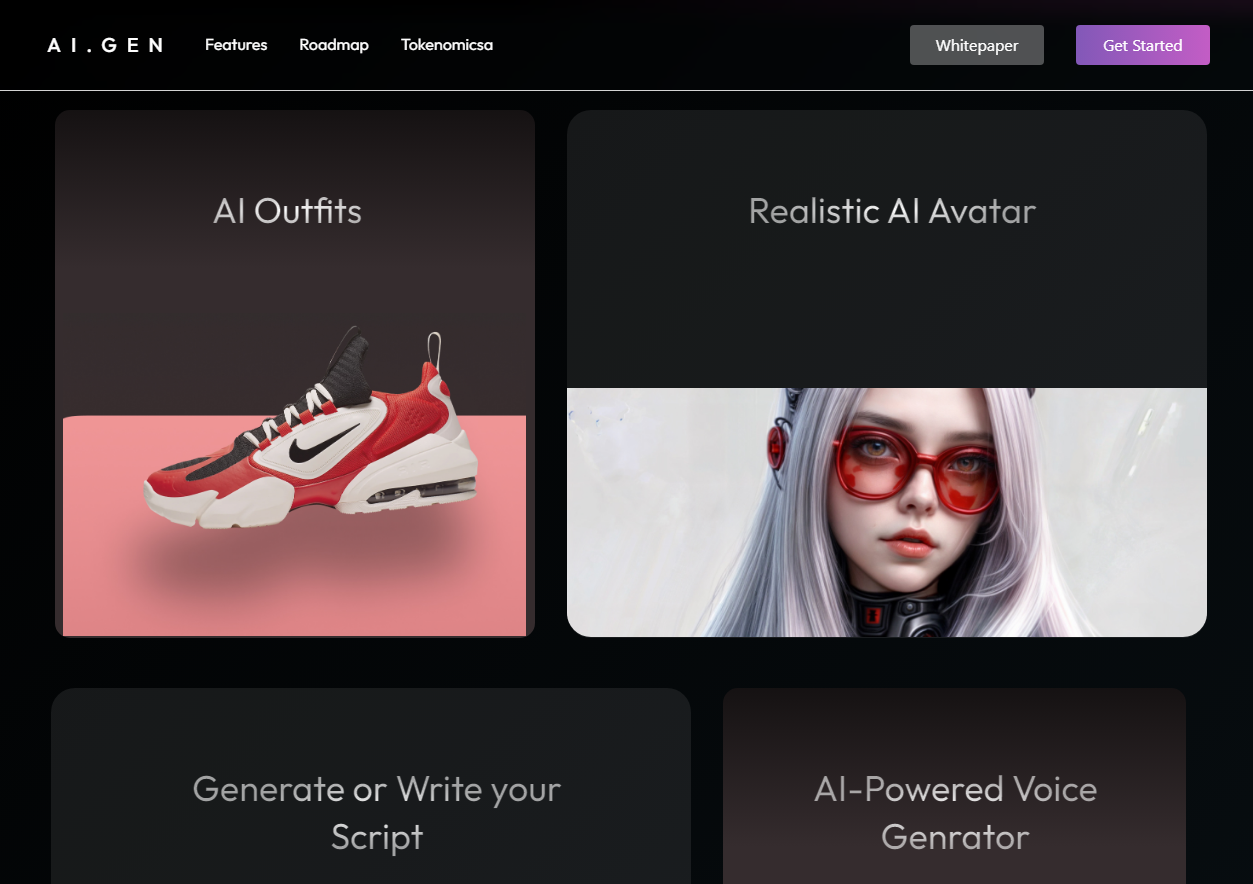 AI.GEN Features Roadmap Tokenomicsa Whitepaper Get Started
AI Outfits
Realistic AI Avatar
Generate or Write your
Script
AI-Powered Voice
Genrator